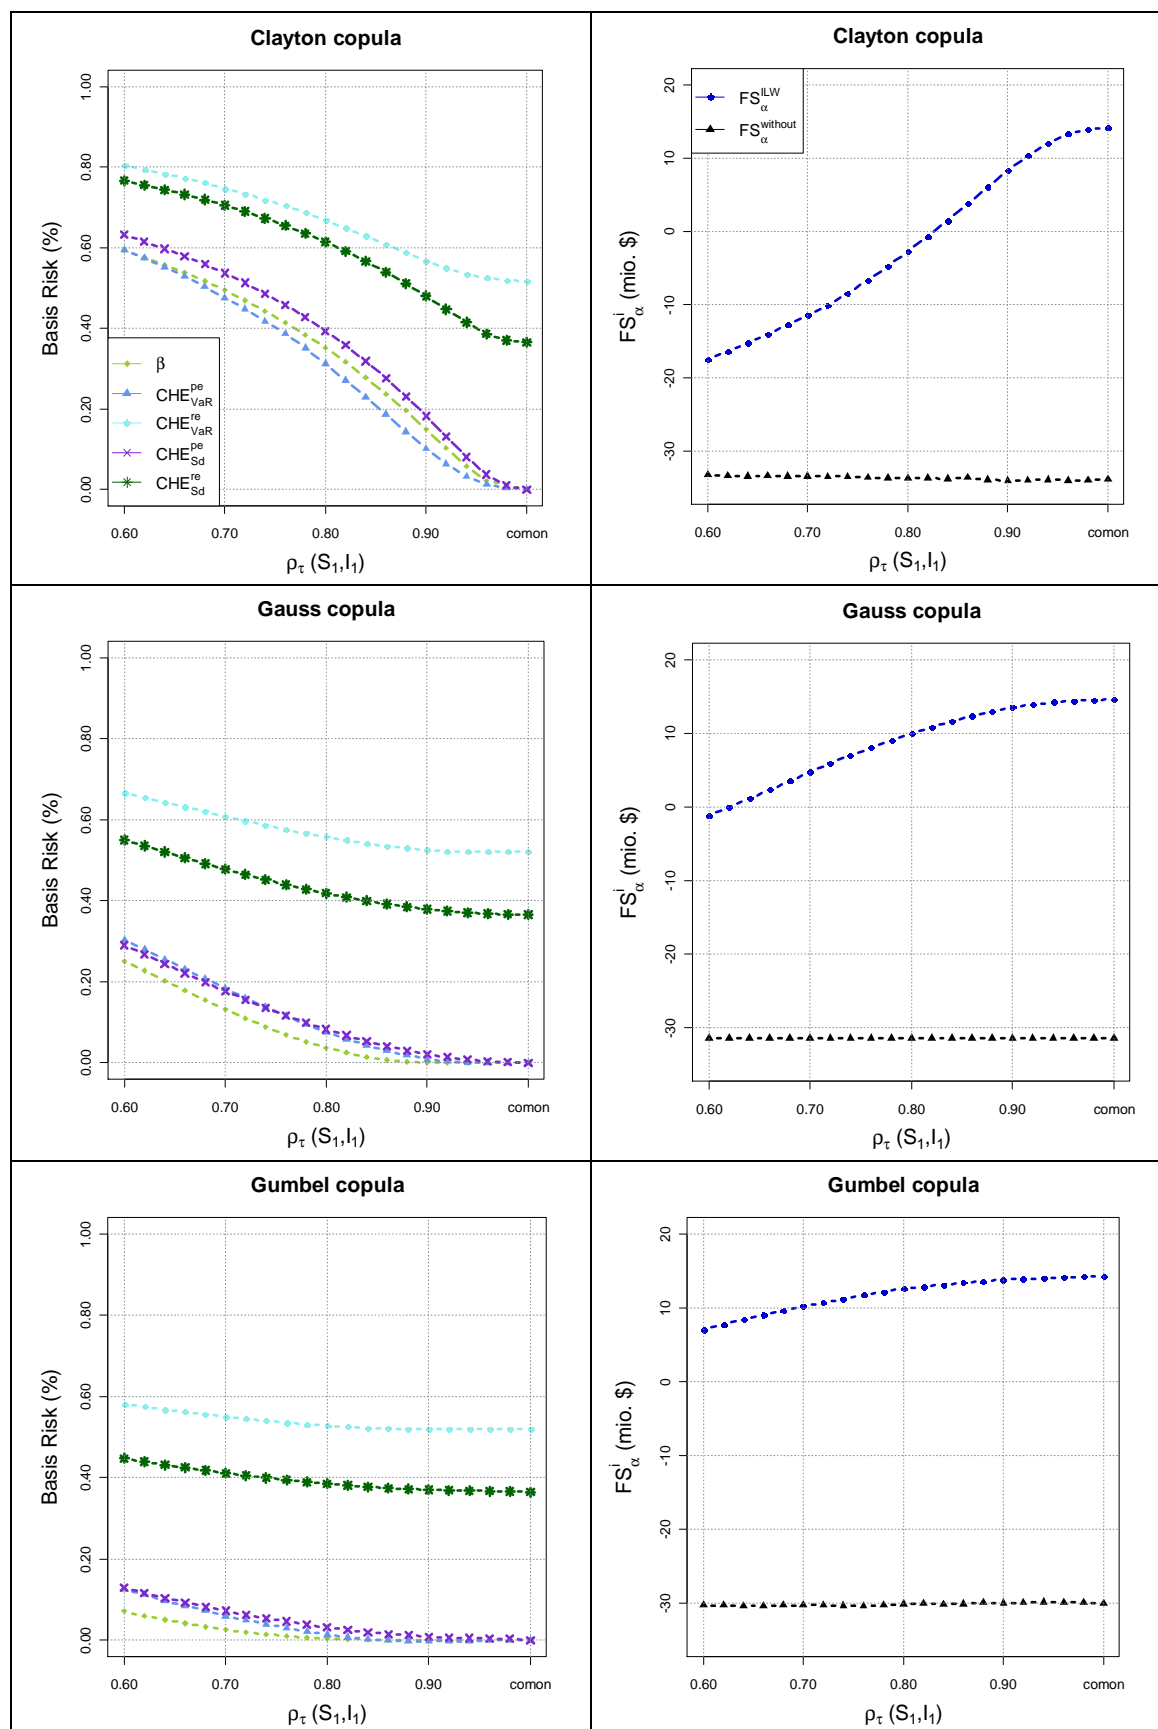 Clayton copula
Basis Risk (%)
1.00
0.80
0.60
0.40
0.20
0.00
β
CHE^pe_VaR
CHE^re_VaR
CHE^pe_Sd
CHE^re_Sd
0.60 0.70 0.80 0.90 comon
ρτ (S1,I1)
Clayton copula
FS^i_α (mio. $)
20
10
0
-10
-20
-30
FS^ILW_α
FS^without_α
0.60 0.70 0.80 0.90 comon
ρτ (S1,I1)
Gauss copula
Basis Risk (%)
1.00
0.80
0.60
0.40
0.20
0.00
0.60 0.70 0.80 0.90 comon
ρτ (S1,I1)
Gauss copula
FS^i_α (mio. $)
20
10
0
-10
-20
-30
0.60 0.70 0.80 0.90 comon
ρτ (S1,I1)
Gumbel copula
Basis Risk (%)
1.00
0.80
0.60
0.40
0.20
0.00
0.60 0.70 0.80 0.90 comon
ρτ (S1,I1)
Gumbel copula
FS^i_α (mio. $)
20
10
0
-10
-20
-30
0.60 0.70 0.80 0.90 comon
ρτ (S1,I1)